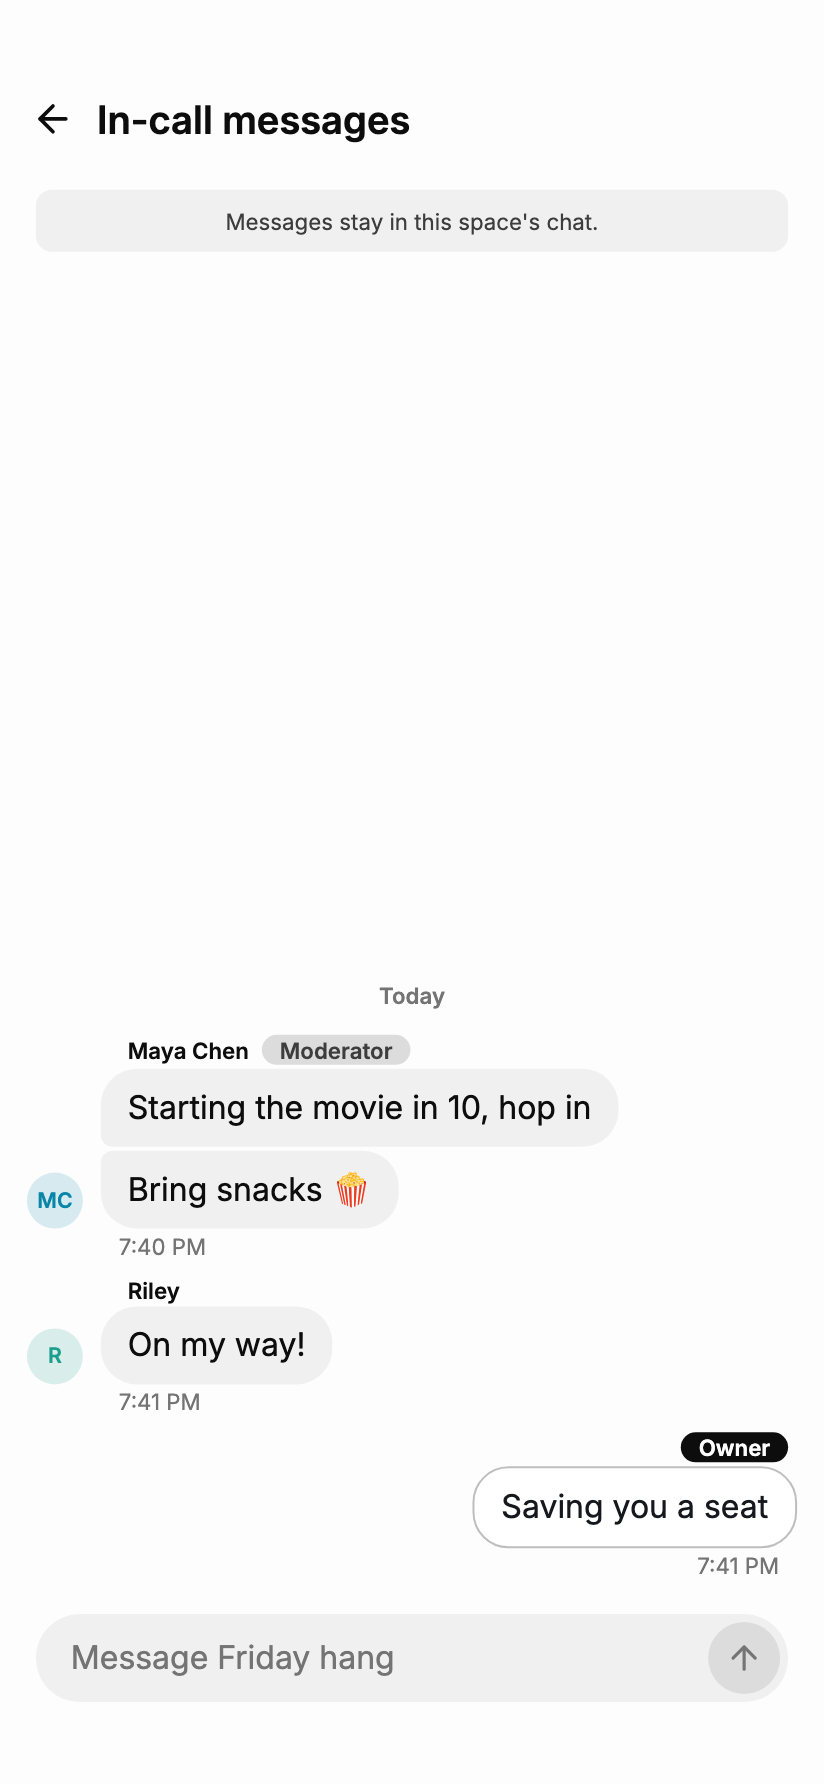 In-call messages
Messages stay in this space's chat.
Today
Maya Chen Moderator
Starting the movie in 10, hop in
Bring snacks 🍿
MC
7:40 PM
Riley
On my way!
R
7:41 PM
Owner
Saving you a seat
7:41 PM
Message Friday hang